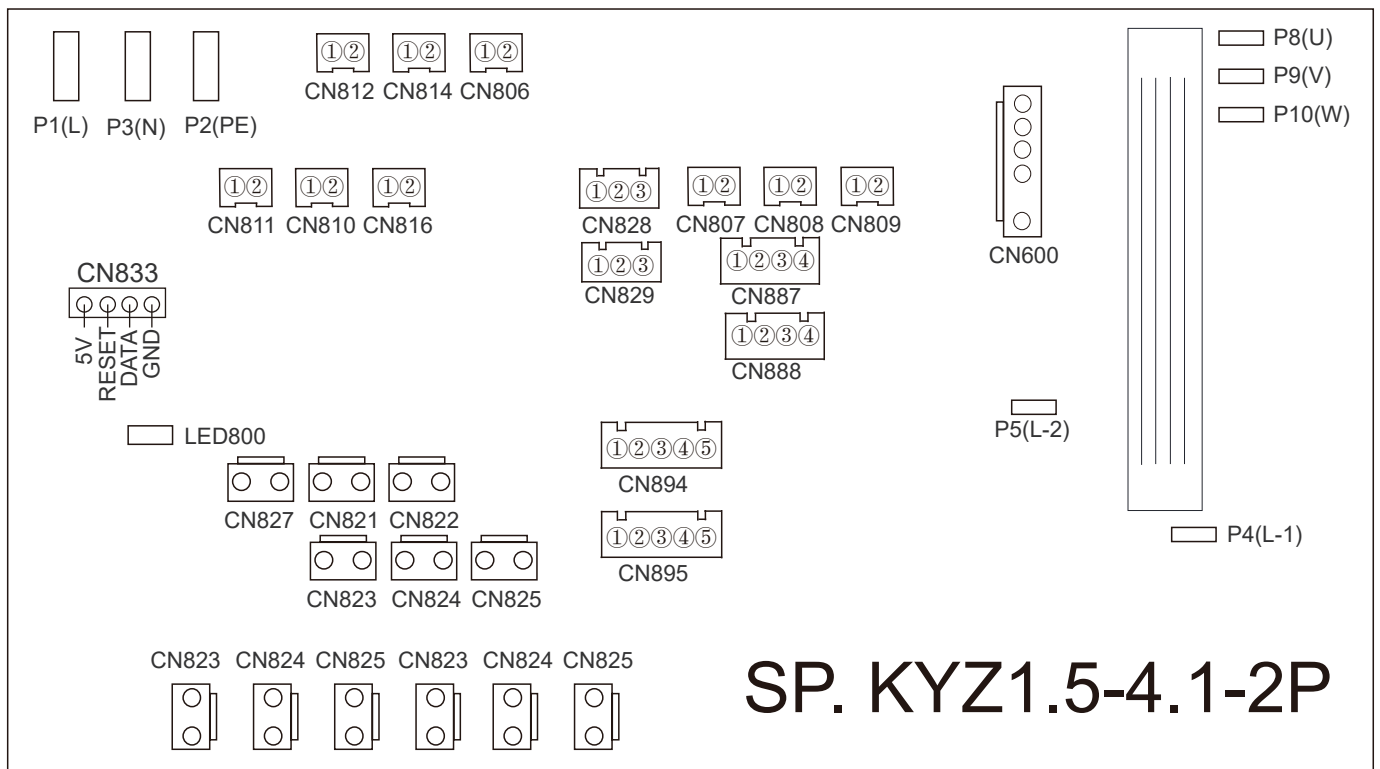 P1(L) P3(N) P2(PE)
①② ①② ①②
CN812 CN814 CN806
P8(U)
P9(V)
P10(W)
①② ①② ①②
CN811 CN810 CN816
①②③ ①② ①② ①②
CN828 CN807 CN808 CN809
①②③ ①②③④
CN829 CN887
①②③④
CN888
CN600
CN833
5V
RESET
DATA
GND
LED800
P5(L-2)
①②③④⑤
CN894
①②③④⑤
CN895
P4(L-1)
CN827 CN821 CN822
CN823 CN824 CN825
CN823 CN824 CN825 CN823 CN824 CN825
SP. KYZ1.5-4.1-2P